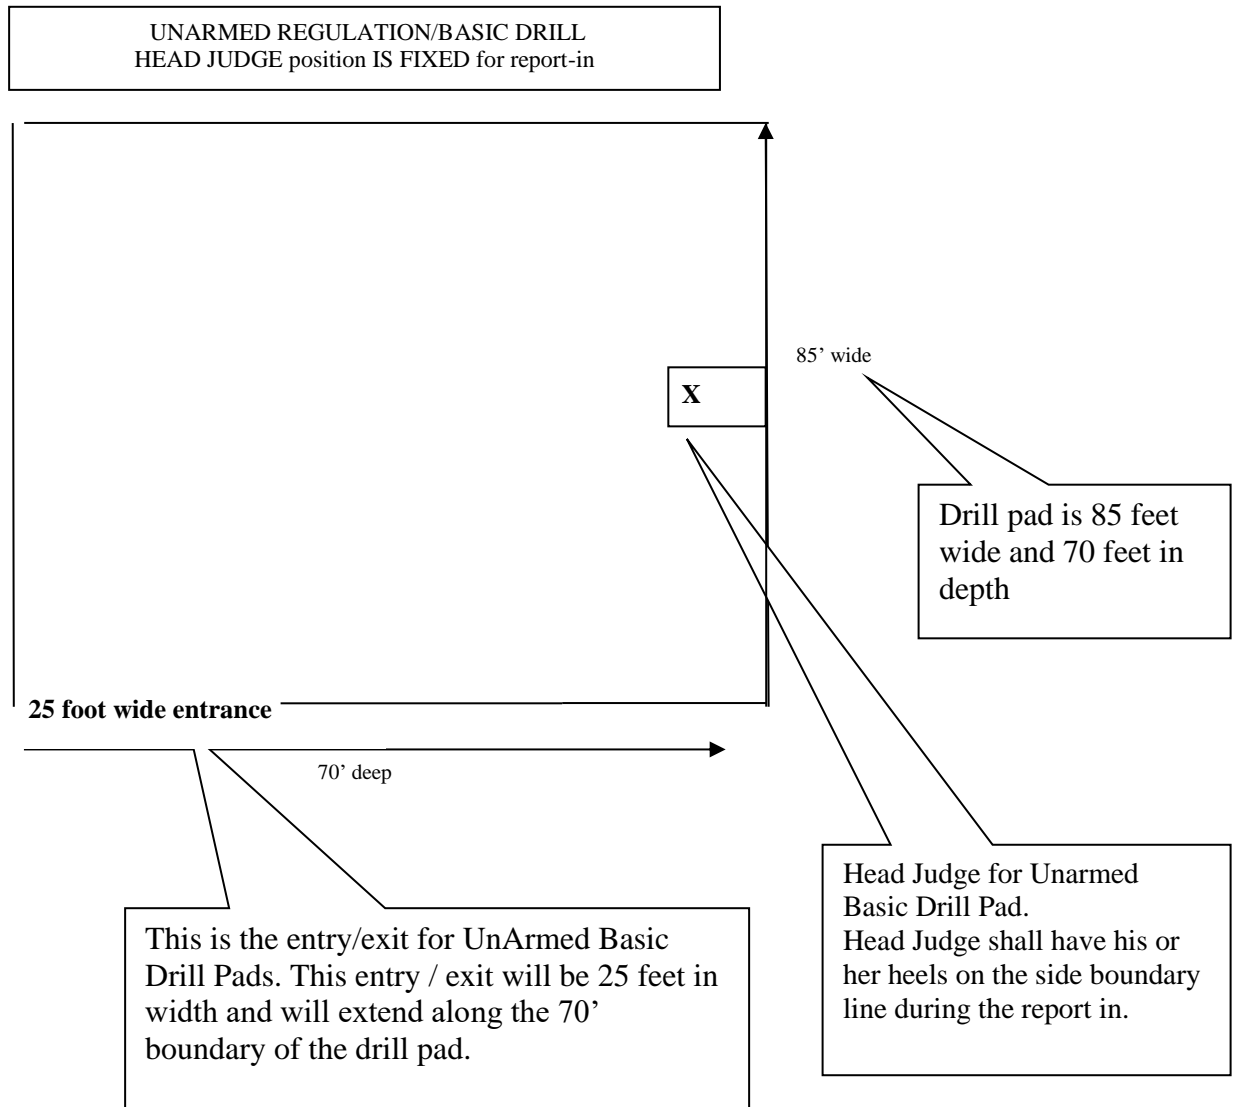 UNARMED REGULATION/BASIC DRILL
HEAD JUDGE position IS FIXED for report-in
85’ wide
X
Drill pad is 85 feet
wide and 70 feet in
depth
25 foot wide entrance
70’ deep
Head Judge for Unarmed
Basic Drill Pad.
Head Judge shall have his or
her heels on the side boundary
line during the report in.
This is the entry/exit for UnArmed Basic
Drill Pads. This entry / exit will be 25 feet in
width and will extend along the 70’
boundary of the drill pad.